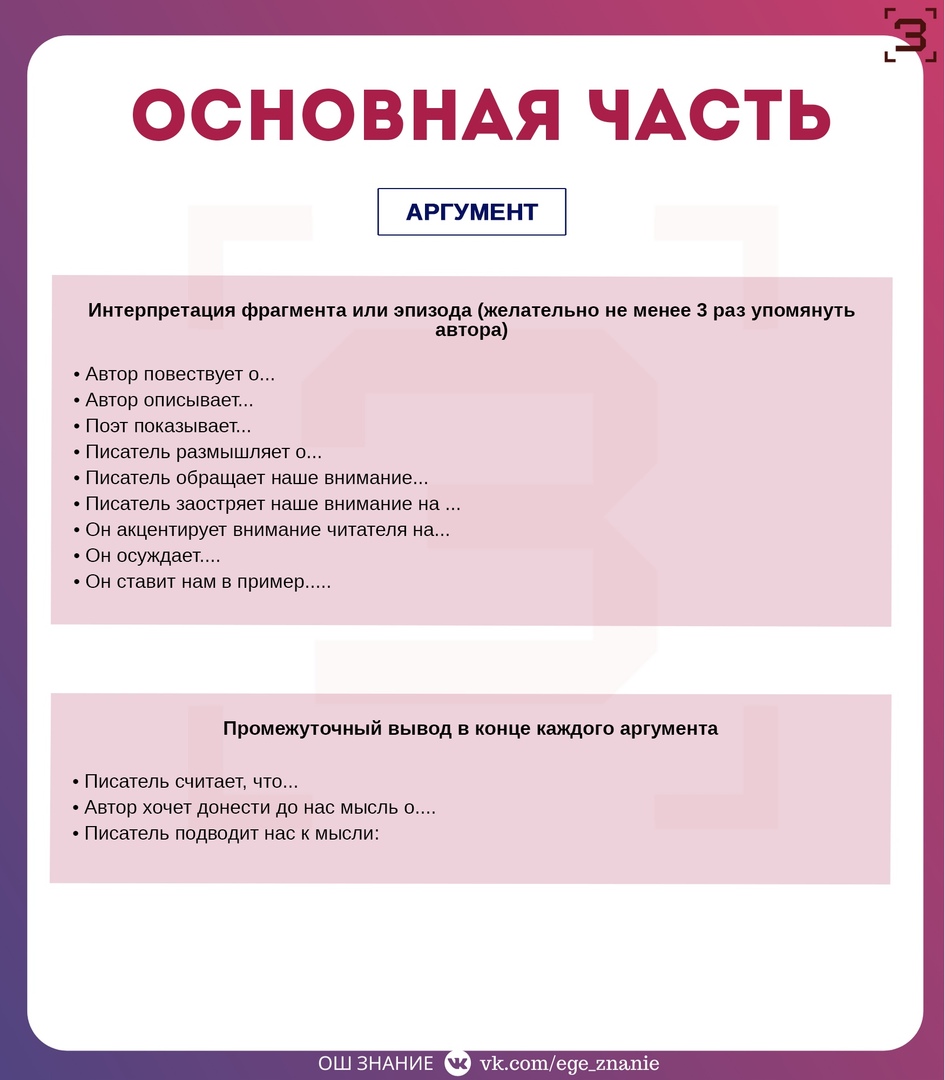 З
ОСНОВНАЯ ЧАСТЬ
АРГУМЕНТ
Интерпретация фрагмента или эпизода (желательно не менее 3 раз упомянуть
автора)
• Автор повествует о...
• Автор описывает...
• Поэт показывает...
• Писатель размышляет о...
• Писатель обращает наше внимание...
• Писатель заостряет наше внимание на ...
• Он акцентирует внимание читателя на...
• Он осуждает....
• Он ставит нам в пример.....
Промежуточный вывод в конце каждого аргумента
• Писатель считает, что...
• Автор хочет донести до нас мысль о....
• Писатель подводит нас к мысли:
ОШ ЗНАНИЕ vk.com/ege_znanie